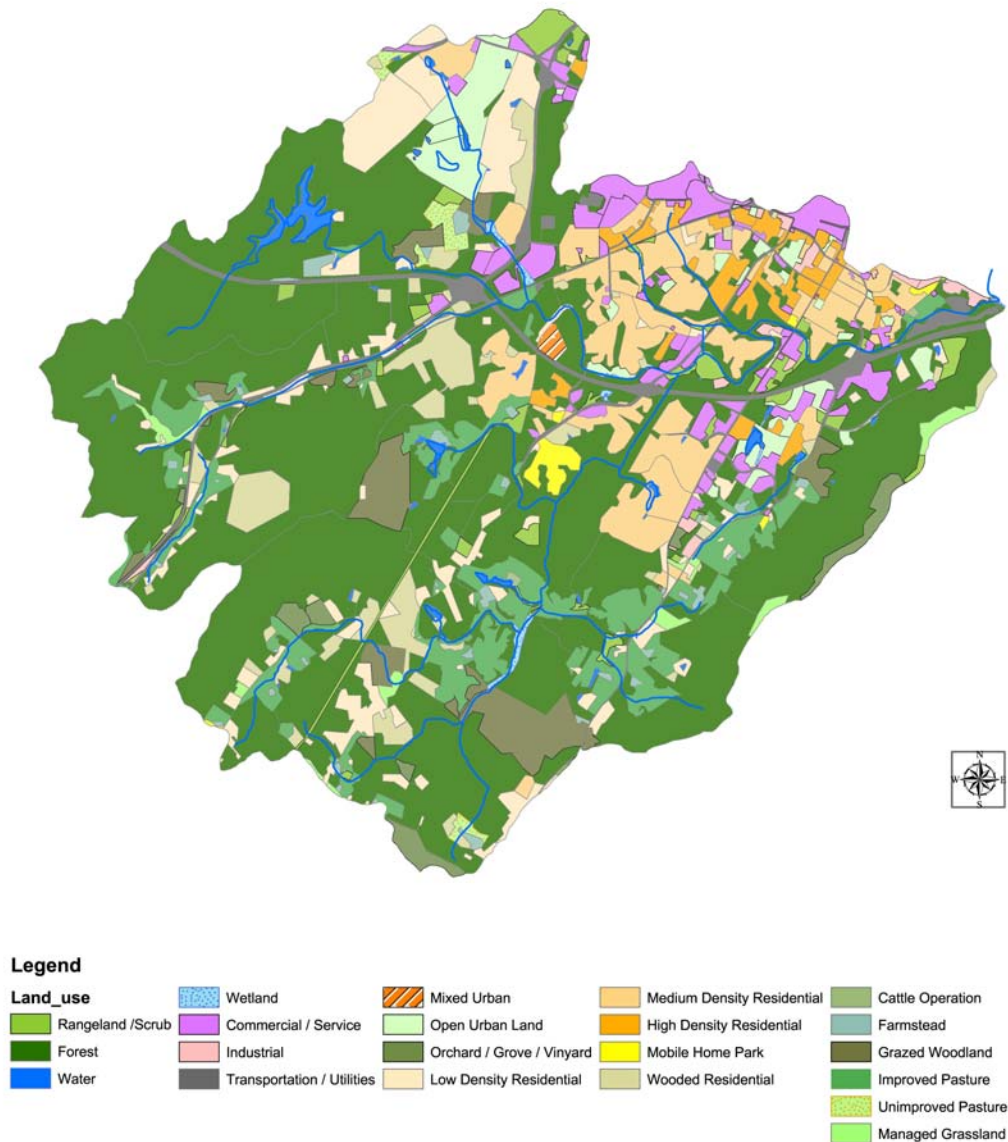 N
W E
S
Legend
Land_use
Rangeland /Scrub
Forest
Water
Wetland
Commercial / Service
Industrial
Transportation / Utilities
Mixed Urban
Open Urban Land
Orchard / Grove / Vinyard
Low Density Residential
Medium Density Residential
High Density Residential
Mobile Home Park
Wooded Residential
Cattle Operation
Farmstead
Grazed Woodland
Improved Pasture
Unimproved Pasture
Managed Grassland